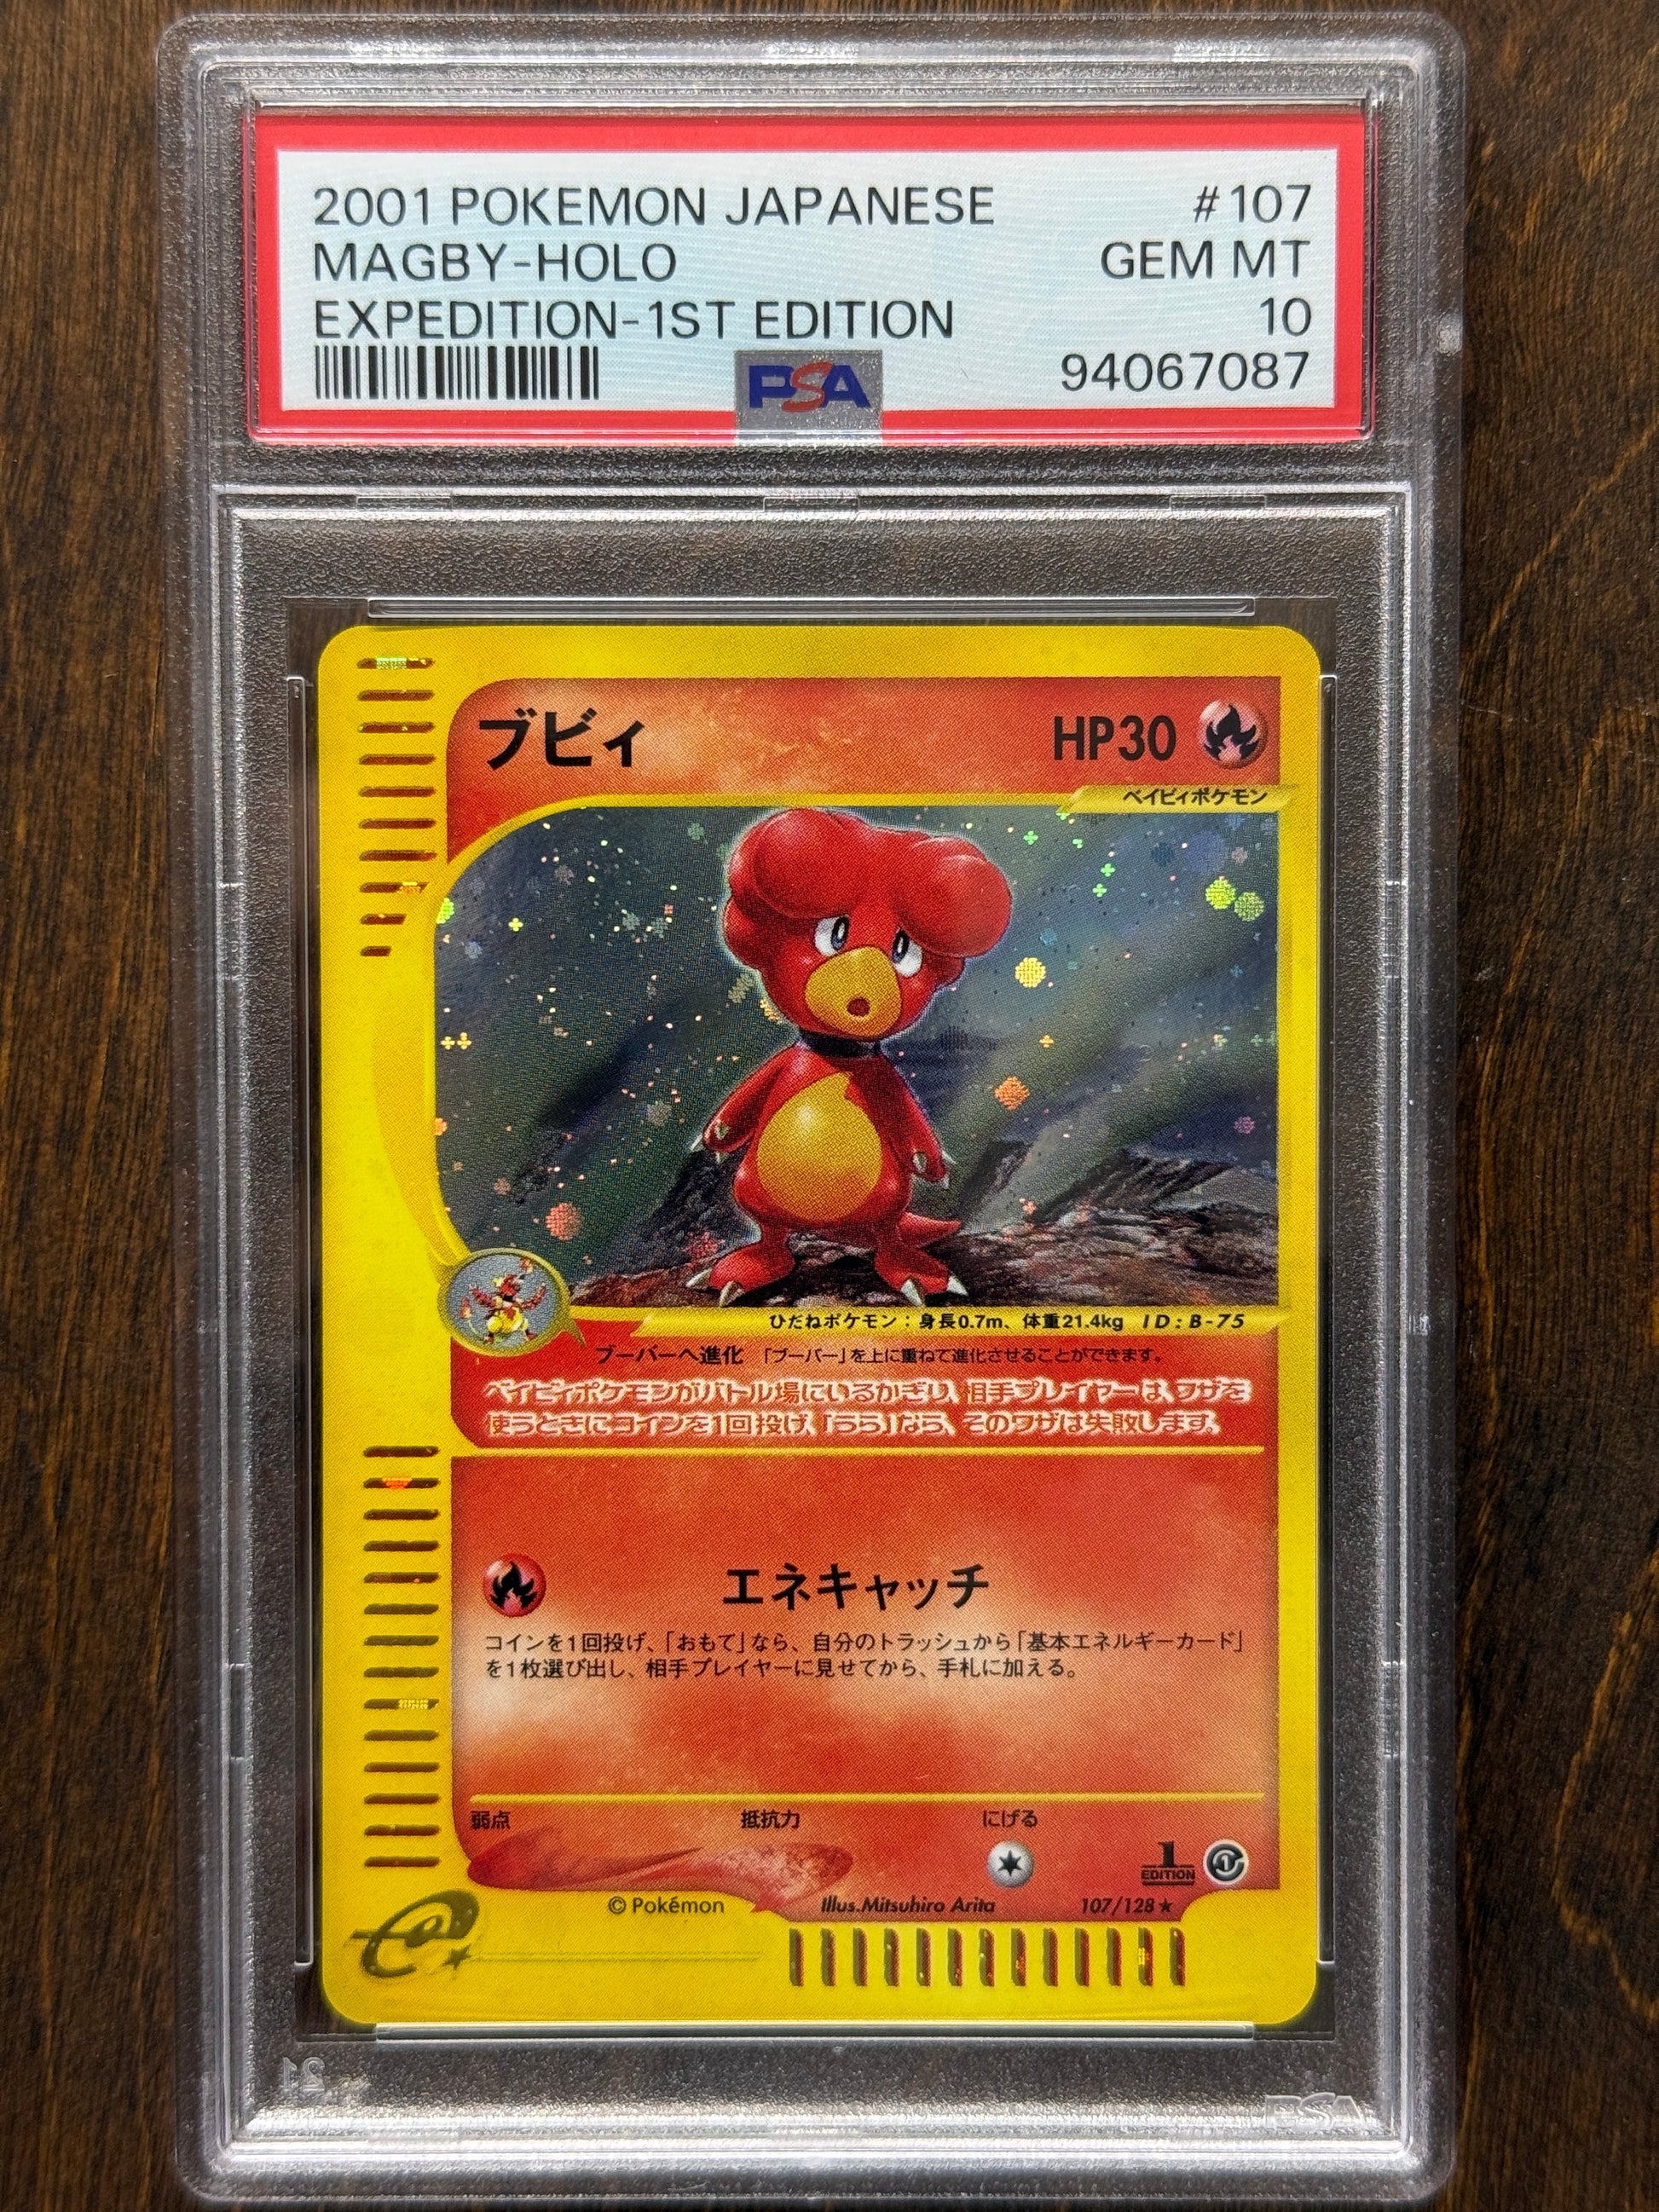 2001 POKEMON JAPANESE #107
MAGBY-HOLO GEM MT
EXPEDITION-1ST EDITION 10
PSA 94067087
ブビィ HP30
ベイビィポケモン
ひだねポケモン：身長0.7m、体重21.4kg ID:B-75
ブーバーへ進化 「ブーバー」を上に重ねて進化させることができます。
ベイビィポケモンがバトル場にいるかぎり、相手プレイヤーは、ワザを
使うときにコインを1回投げ、「うら」なら、そのワザは失敗します。
エネキャッチ
コインを1回投げ、「おもて」なら、自分のトラッシュから「基本エネルギーカード」
を1枚選び出し、相手プレイヤーに見せてから、手札に加える。
弱点 抵抗力 にげる
1 EDITION 1
© Pokémon Illus.Mitsuhiro Arita 107/128★
e
21 PSA